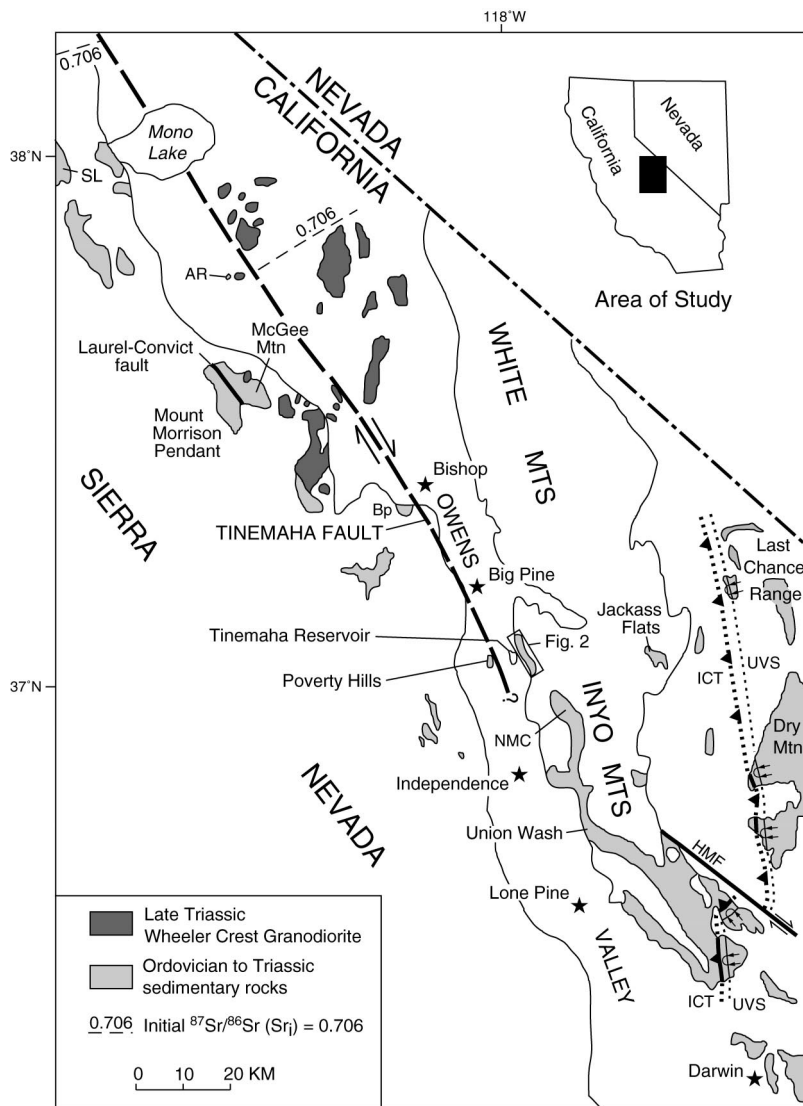 118°W
0.706
NEVADA
CALIFORNIA
Mono
Lake
38°N
SL
0.706
AR
California
Nevada
Area of Study
McGee
Mtn
Laurel-Convict
fault
Mount
Morrison
Pendant
WHITE
MTS
SIERRA
Bishop
Bp
OWENS
TINEMAHA FAULT
Last
Chance
Range
Big Pine
Jackass
Flats
Tinemaha Reservoir
Fig. 2
Poverty Hills
ICT
UVS
37°N
?
INYO
MTS
NMC
Dry
Mtn
Independence
NEVADA
Union Wash
HMF
Lone Pine
VALLEY
ICT
UVS
Darwin
Late Triassic
Wheeler Crest Granodiorite
Ordovician to Triassic
sedimentary rocks
0.706 Initial ⁸⁷Sr/⁸⁶Sr (Srᵢ) = 0.706
0 10 20 KM